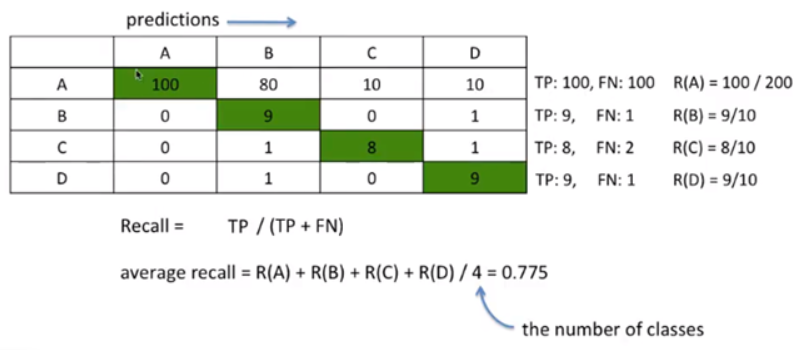 predictions
A B C D
A 100 80 10 10 TP: 100, FN: 100 R(A) = 100 / 200
B 0 9 0 1 TP: 9, FN: 1 R(B) = 9/10
C 0 1 8 1 TP: 8, FN: 2 R(C) = 8/10
D 0 1 0 9 TP: 9, FN: 1 R(D) = 9/10
Recall = TP / (TP + FN)
average recall = R(A) + R(B) + R(C) + R(D) / 4 = 0.775
the number of classes